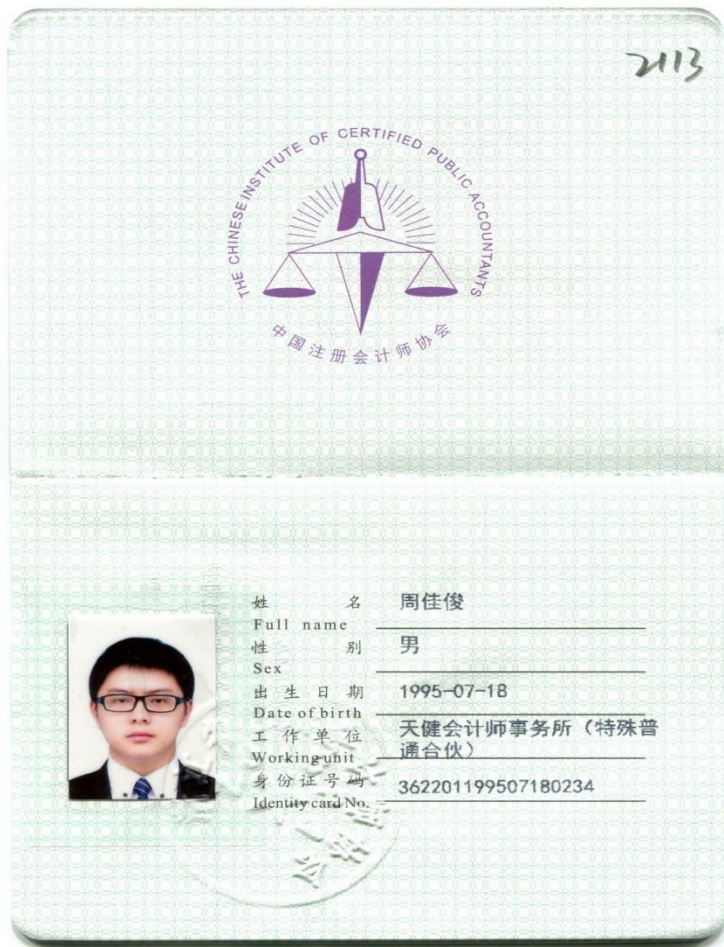 2113
THE CHINESE INSTITUTE OF CERTIFIED PUBLIC ACCOUNTANTS
中国注册会计师协会
姓 名 周佳俊
Full name
性 别 男
Sex
出生日期 1995-07-18
Date of birth
工作单位 天健会计师事务所（特殊普
Working unit 通合伙）
身份证号码 362201199507180234
Identity card No.